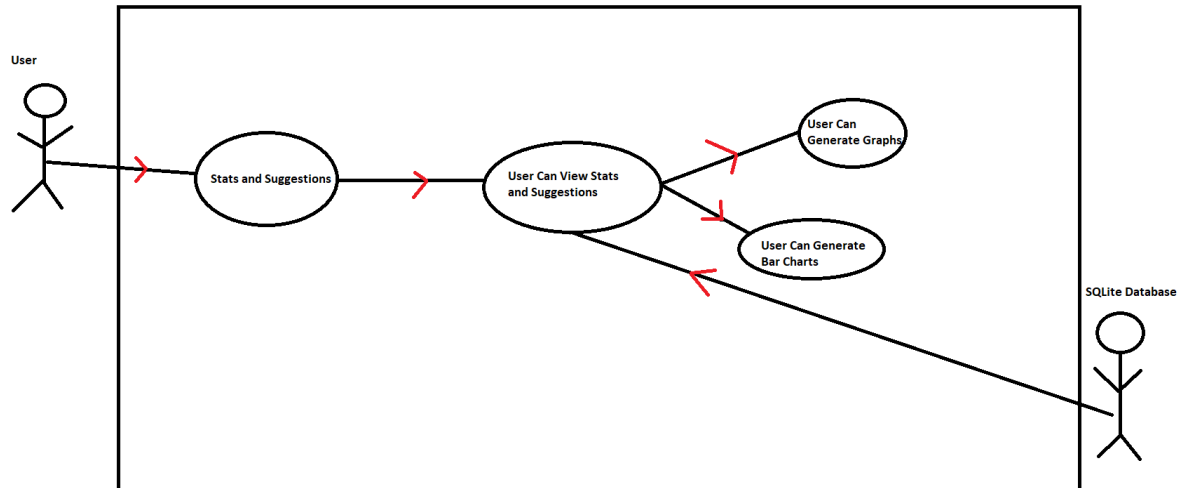 User
User Can
Generate Graphs
Stats and Suggestions
User Can View Stats
and Suggestions
User Can Generate
Bar Charts
SQLite Database